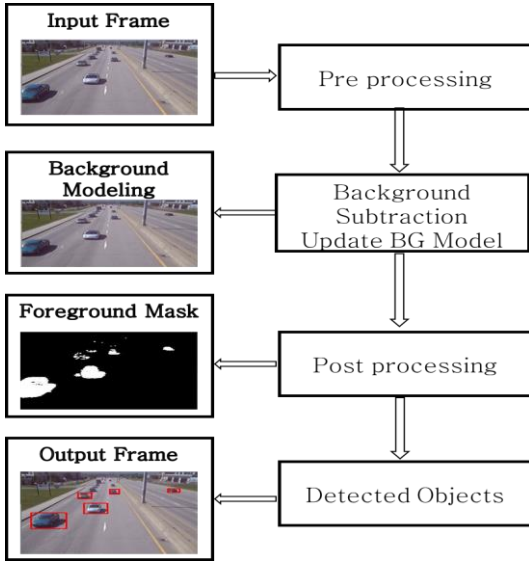 Input Frame
Pre processing
Background
Modeling
Background
Subtraction
Update BG Model
Foreground Mask
Post processing
Output Frame
Detected Objects